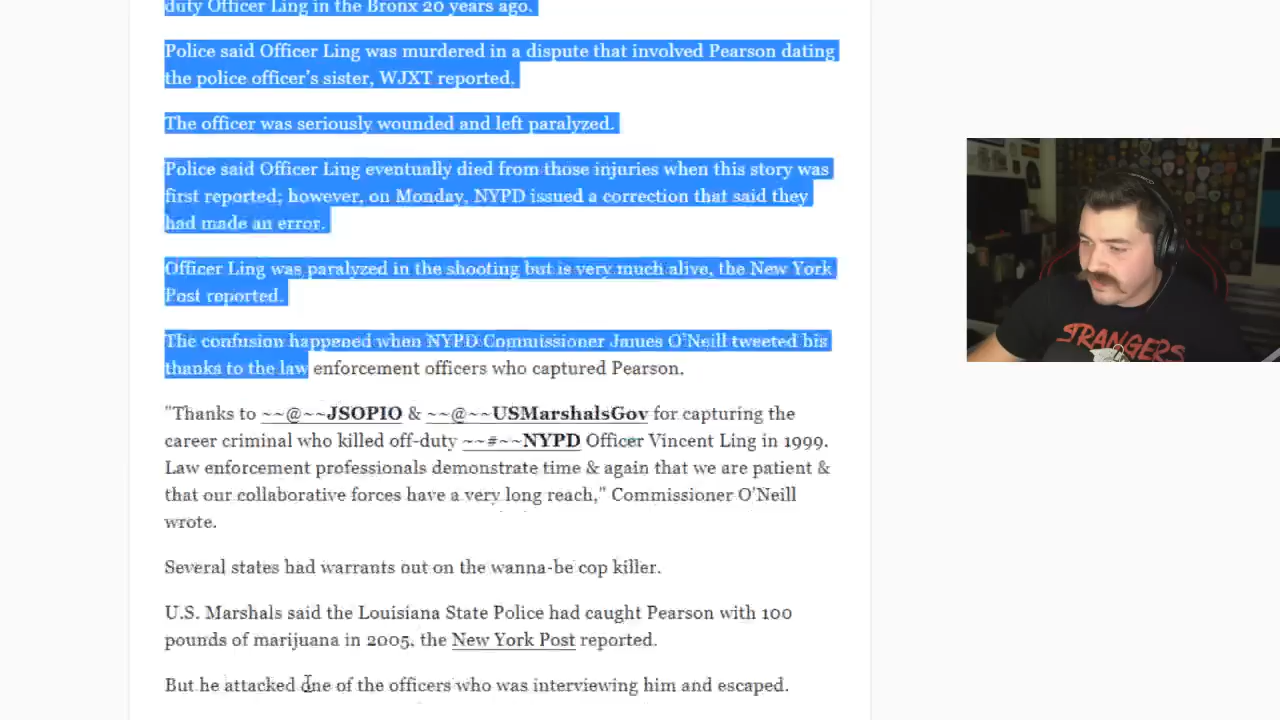 duty Officer Ling in the Bronx 20 years ago.
Police said Officer Ling was murdered in a dispute that involved Pearson dating
the police officer's sister, WJXT reported.
The officer was seriously wounded and left paralyzed.
Police said Officer Ling eventually died from those injuries when this story was
first reported; however, on Monday, NYPD issued a correction that said they
had made an error.
Officer Ling was paralyzed in the shooting but is very much alive, the New York
Post reported.
The confusion happened when NYPD Commissioner James O'Neill tweeted his
thanks to the law enforcement officers who captured Pearson.
"Thanks to ~~@~~JSOPIO & ~~@~~USMarshalsGov for capturing the
career criminal who killed off-duty ~~#~~NYPD Officer Vincent Ling in 1999.
Law enforcement professionals demonstrate time & again that we are patient &
that our collaborative forces have a very long reach," Commissioner O'Neill
wrote.
Several states had warrants out on the wanna-be cop killer.
U.S. Marshals said the Louisiana State Police had caught Pearson with 100
pounds of marijuana in 2005, the New York Post reported.
But he attacked one of the officers who was interviewing him and escaped.
STRANGERS